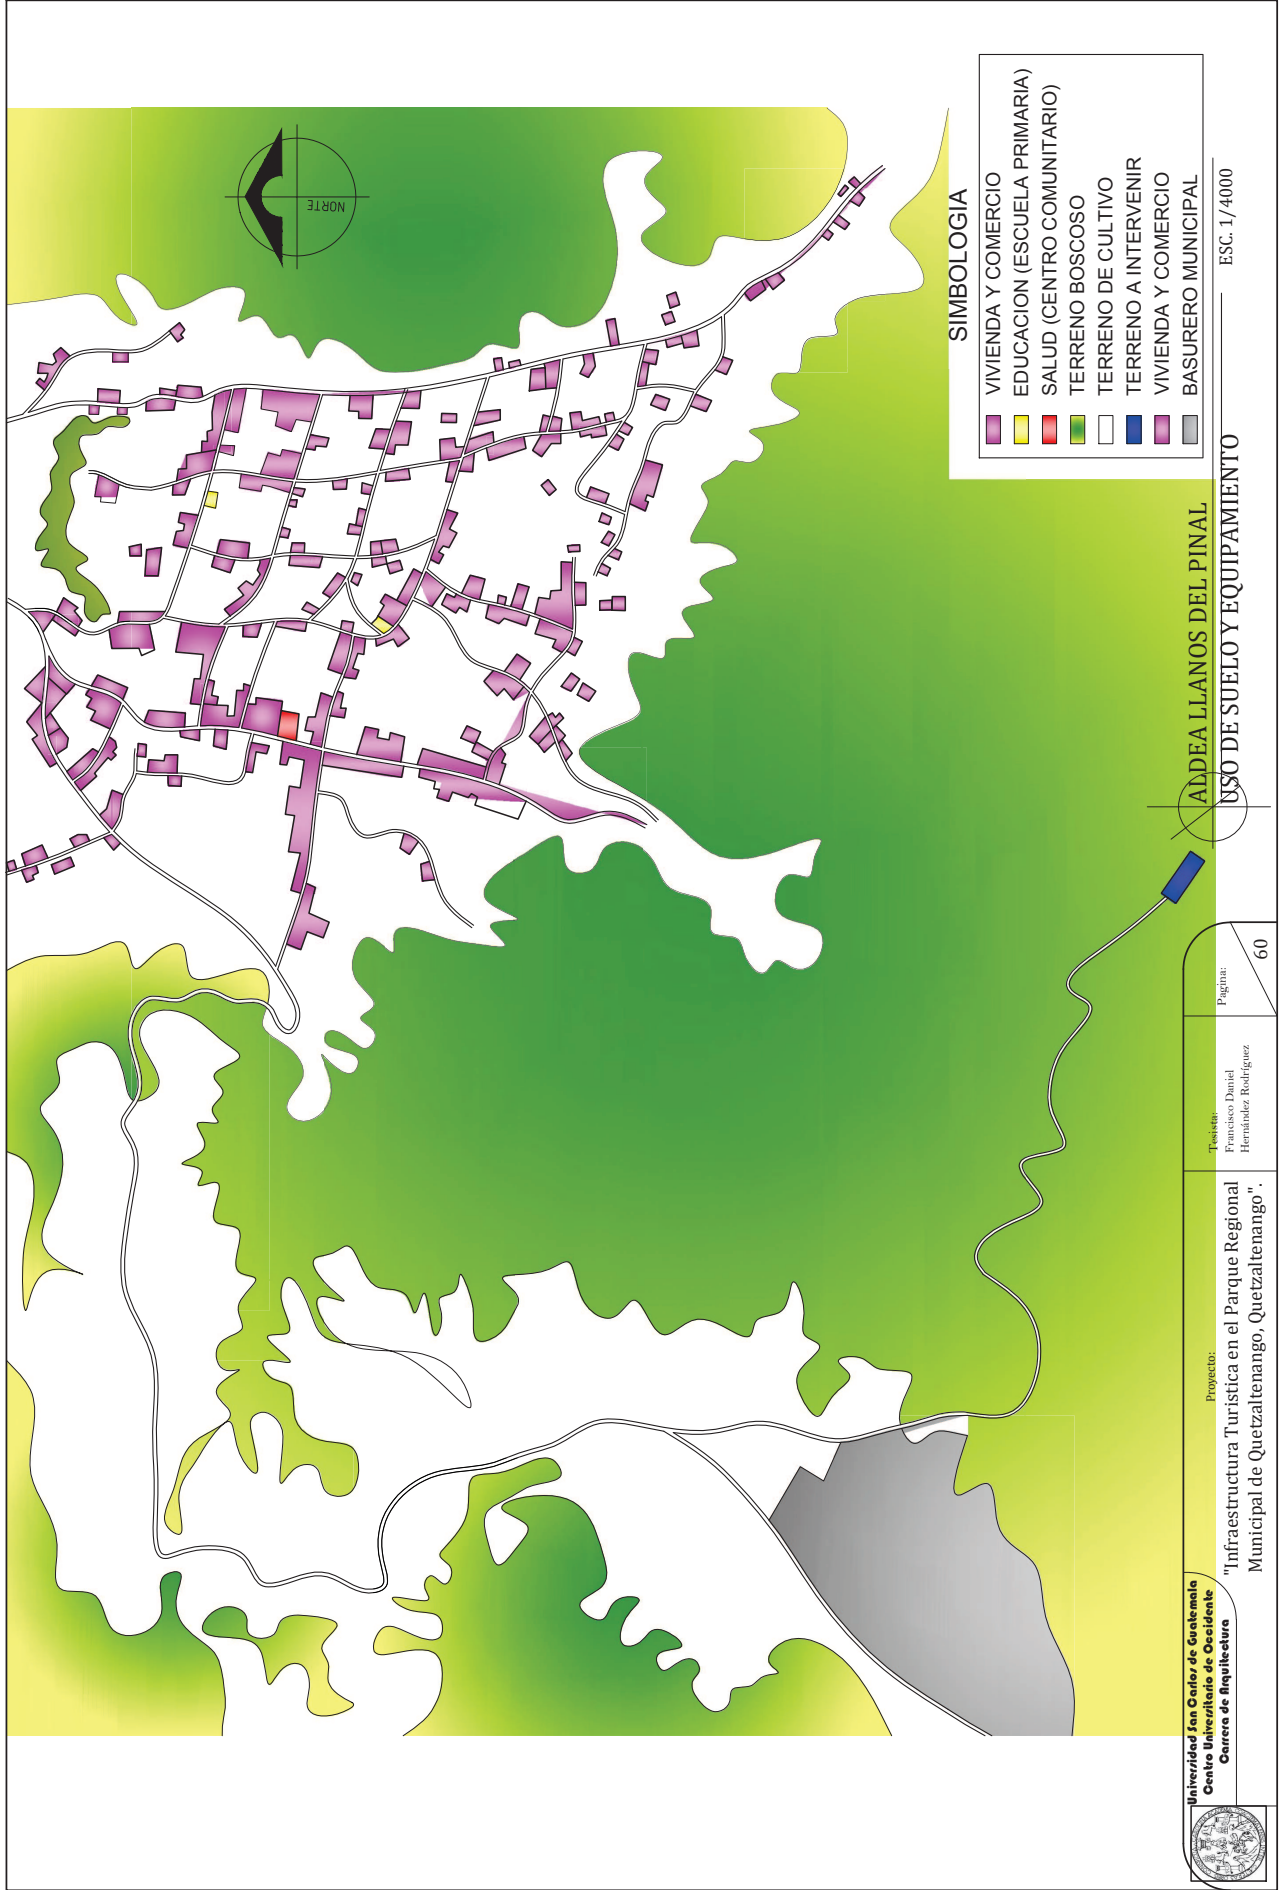 NORTE
SIMBOLOGIA
VIVIENDA Y COMERCIO
EDUCACION (ESCUELA PRIMARIA)
SALUD (CENTRO COMUNITARIO)
TERRENO BOSCOSO
TERRENO DE CULTIVO
TERRENO A INTERVENIR
VIVIENDA Y COMERCIO
BASURERO MUNICIPAL
ALDEA LLANOS DEL PINAL
USO DE SUELO Y EQUIPAMIENTO
ESC. 1/4000
Universidad San Carlos de Guatemala
Centro Universitario de Occidente
Carrera de Arquitectura
Proyecto:
"Infraestructura Turistica en el Parque Regional
Municipal de Quetzaltenango, Quetzaltenango".
Tesista:
Francisco Daniel
Hernández Rodríguez
Pagina:
60